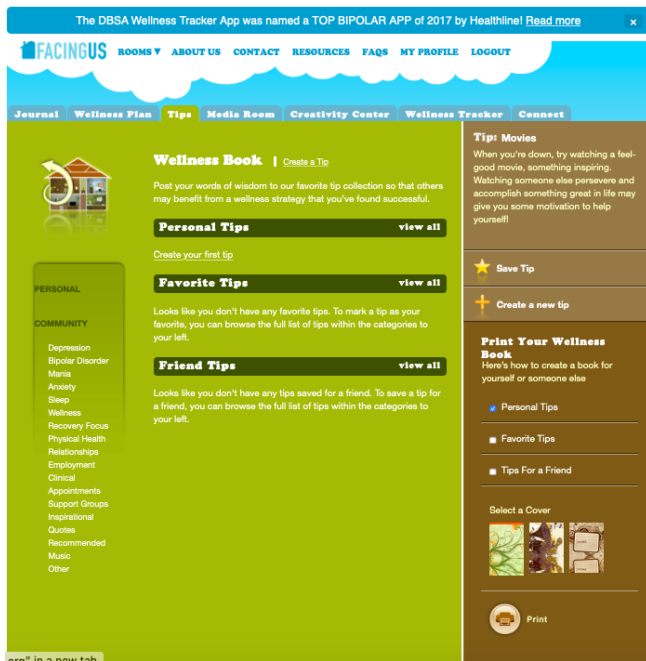 The DBSA Wellness Tracker App was named a TOP BIPOLAR APP of 2017 by Healthline! Read more ×
FACINGUS ROOMS ▼ ABOUT US CONTACT RESOURCES FAQS MY PROFILE LOGOUT
Journal Wellness Plan Tips Media Room Creativity Center Wellness Tracker Connect
Wellness Book | Create a Tip
Post your words of wisdom to our favorite tip collection so that others
may benefit from a wellness strategy that you've found successful.
Personal Tips view all
Create your first tip
Favorite Tips view all
Looks like you don't have any favorite tips. To mark a tip as your
favorite, you can browse the full list of tips within the categories to
your left.
Friend Tips view all
Looks like you don't have any tips saved for a friend. To save a tip for
a friend, you can browse the full list of tips within the categories to
your left.
PERSONAL
COMMUNITY
Depression
Bipolar Disorder
Mania
Anxiety
Sleep
Wellness
Recovery Focus
Physical Health
Relationships
Employment
Clinical
Appointments
Support Groups
Inspirational
Quotes
Recommended
Music
Other
Tip: Movies
When you're down, try watching a feel-
good movie, something inspiring.
Watching someone else persevere and
accomplish something great in life may
give you some motivation to help
yourself!
Save Tip
Create a new tip
Print Your Wellness
Book
Here's how to create a book for
yourself or someone else
Personal Tips
Favorite Tips
Tips For a Friend
Select a Cover
Print
org" in a new tab